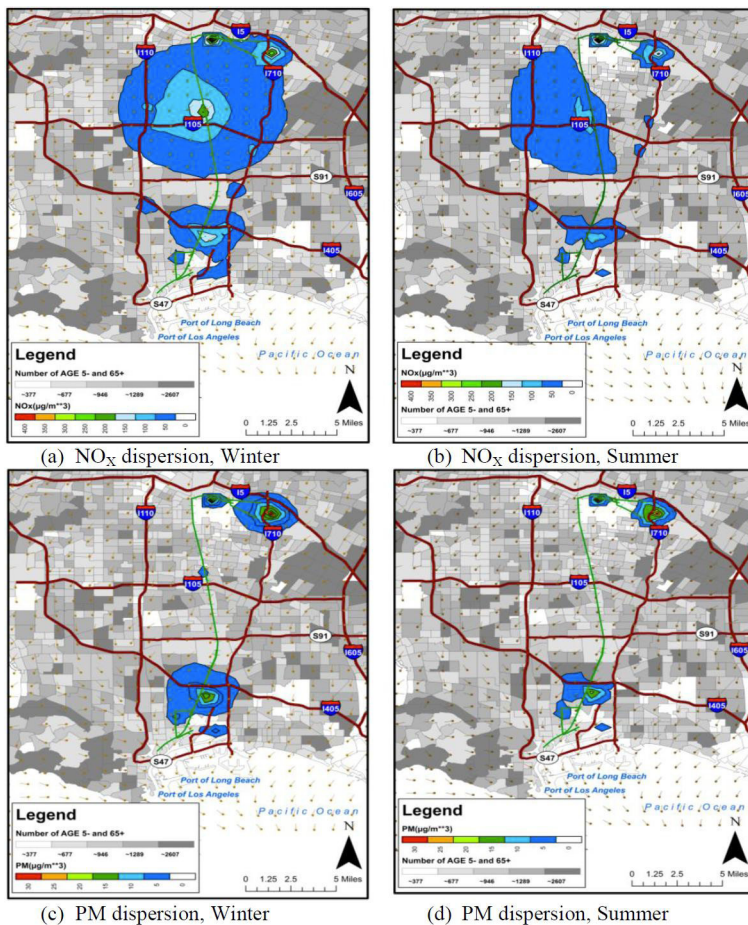 I5
I110
I710
I105
S91
I605
I405
S47
Port of Long Beach
Port of Los Angeles
Pacific Ocean
Legend
Number of AGE 5- and 65+
~377 ~677 ~946 ~1289 ~2607
NOx(µg/m**3)
400 350 300 250 200 150 100 50 0
N
0 2.5 5 Miles
(a) NOX dispersion, Winter
I5
I110
I710
I105
S91
I605
I405
S47
Port of Long Beach
Port of Los Angeles
Pacific Ocean
Legend
NOx(µg/m**3)
400 350 300 250 200 150 100 50 0
Number of AGE 5- and 65+
~377 ~677 ~946 ~1289 ~2607
N
0 2.5 5 Miles
(b) NOX dispersion, Summer
I5
I110
I710
I105
S91
I605
I405
S47
Port of Long Beach
Port of Los Angeles
Pacific Ocean
Legend
Number of AGE 5- and 65+
~377 ~677 ~946 ~1289 ~2607
PM(µg/m**3)
30 25 20 15 10 5 0
N
0 2.5 5 Miles
(c) PM dispersion, Winter
I5
I110
I710
I105
S91
I605
I405
S47
Port of Long Beach
Port of Los Angeles
Pacific Ocean
Legend
PM(µg/m**3)
30 25 20 15 10 5 0
Number of AGE 5- and 65+
~377 ~677 ~946 ~1289 ~2607
N
0 2.5 5 Miles
(d) PM dispersion, Summer